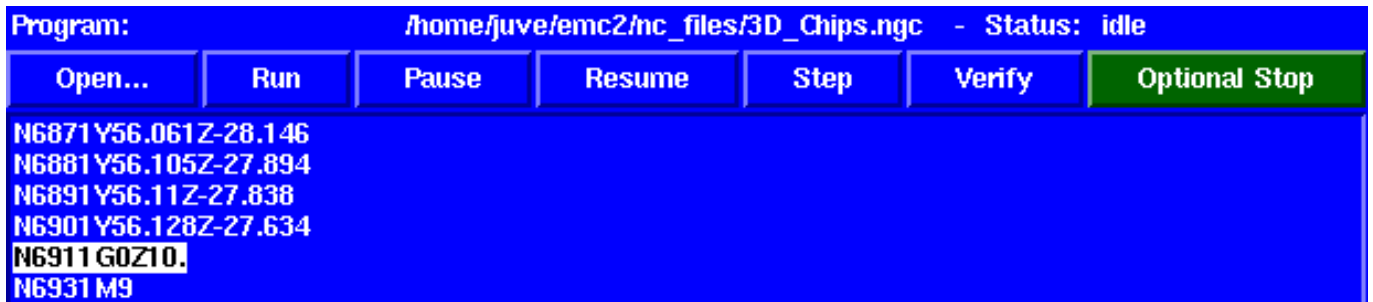 Program: /home/juve/emc2/nc_files/3D_Chips.ngc - Status: idle
Open... Run Pause Resume Step Verify Optional Stop
N6871Y56.061Z-28.146
N6881Y56.105Z-27.894
N6891Y56.11Z-27.838
N6901Y56.128Z-27.634
N6911G0Z10.
N6931M9